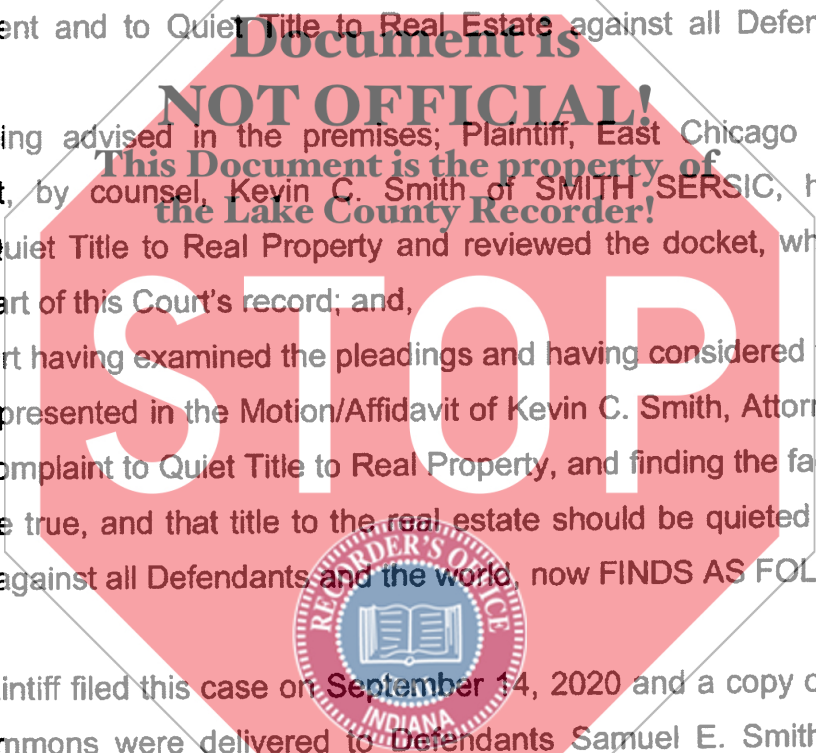 ent and to Quiet Title to Real Estate against all Defen
Document is
NOT OFFICIAL!
ing advised in the premises; Plaintiff, East Chicago
This Document is the property of
t, by counsel, Kevin C. Smith of SMITH SERSIC, h
the Lake County Recorder!
uiet Title to Real Property and reviewed the docket, wh
art of this Court's record; and,
STOP
rt having examined the pleadings and having considered
presented in the Motion/Affidavit of Kevin C. Smith, Attorn
omplaint to Quiet Title to Real Property, and finding the fa
e true, and that title to the real estate should be quieted
against all Defendants and the world, now FINDS AS FOL
RECORDER'S OFFICE
intiff filed this case on September 14, 2020 and a copy o
INDIANA
mmons were delivered to Defendants Samuel E. Smith